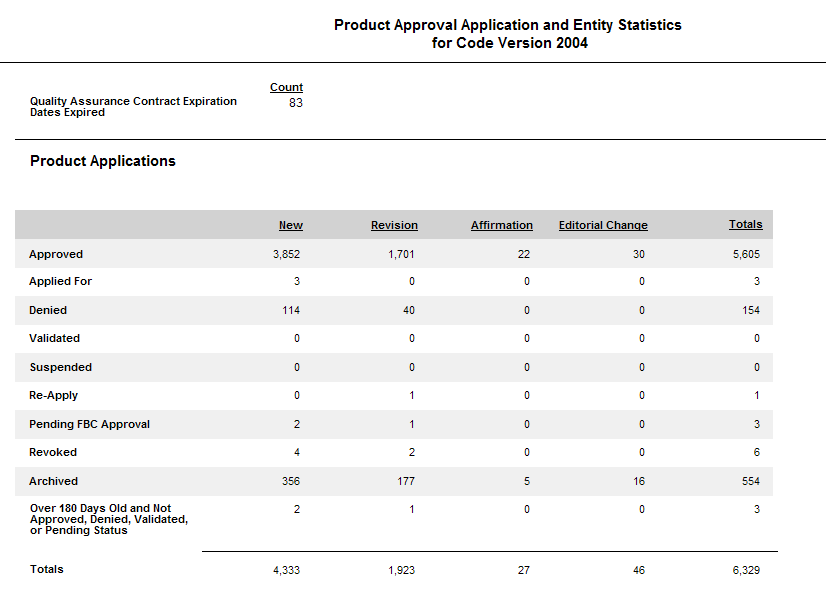 Product Approval Application and Entity Statistics
for Code Version 2004
Count
Quality Assurance Contract Expiration 83
Dates Expired
Product Applications
New Revision Affirmation Editorial Change Totals
Approved 3,852 1,701 22 30 5,605
Applied For 3 0 0 0 3
Denied 114 40 0 0 154
Validated 0 0 0 0 0
Suspended 0 0 0 0 0
Re-Apply 0 1 0 0 1
Pending FBC Approval 2 1 0 0 3
Revoked 4 2 0 0 6
Archived 356 177 5 16 554
Over 180 Days Old and Not 2 1 0 0 3
Approved, Denied, Validated,
or Pending Status
Totals 4,333 1,923 27 46 6,329